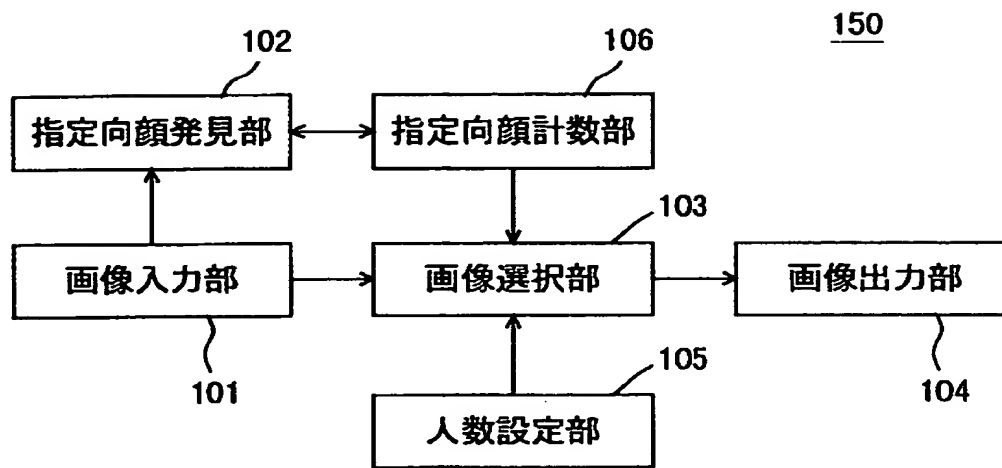 150
102
106
指定向顔発見部
指定向顔計数部
103
画像入力部
画像選択部
画像出力部
101
105
104
人数設定部